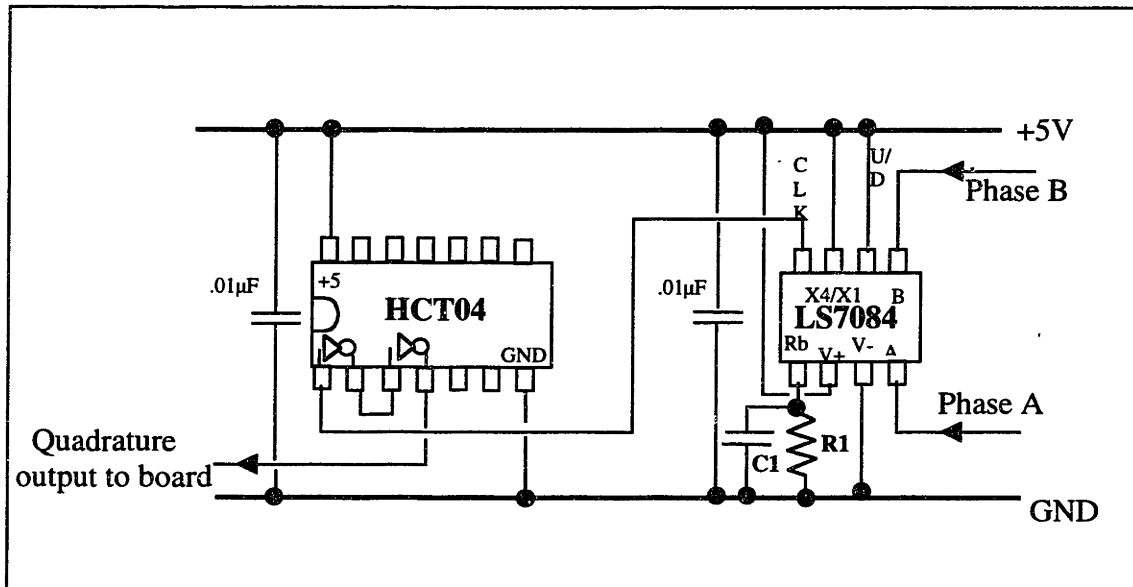 +5V
CLK
U/D
Phase B
.01µF
+5
HCT04
GND
.01µF
X4/X1 B
LS7084
Rb V+ V- A
Phase A
Quadrature
output to board
C1
R1
GND